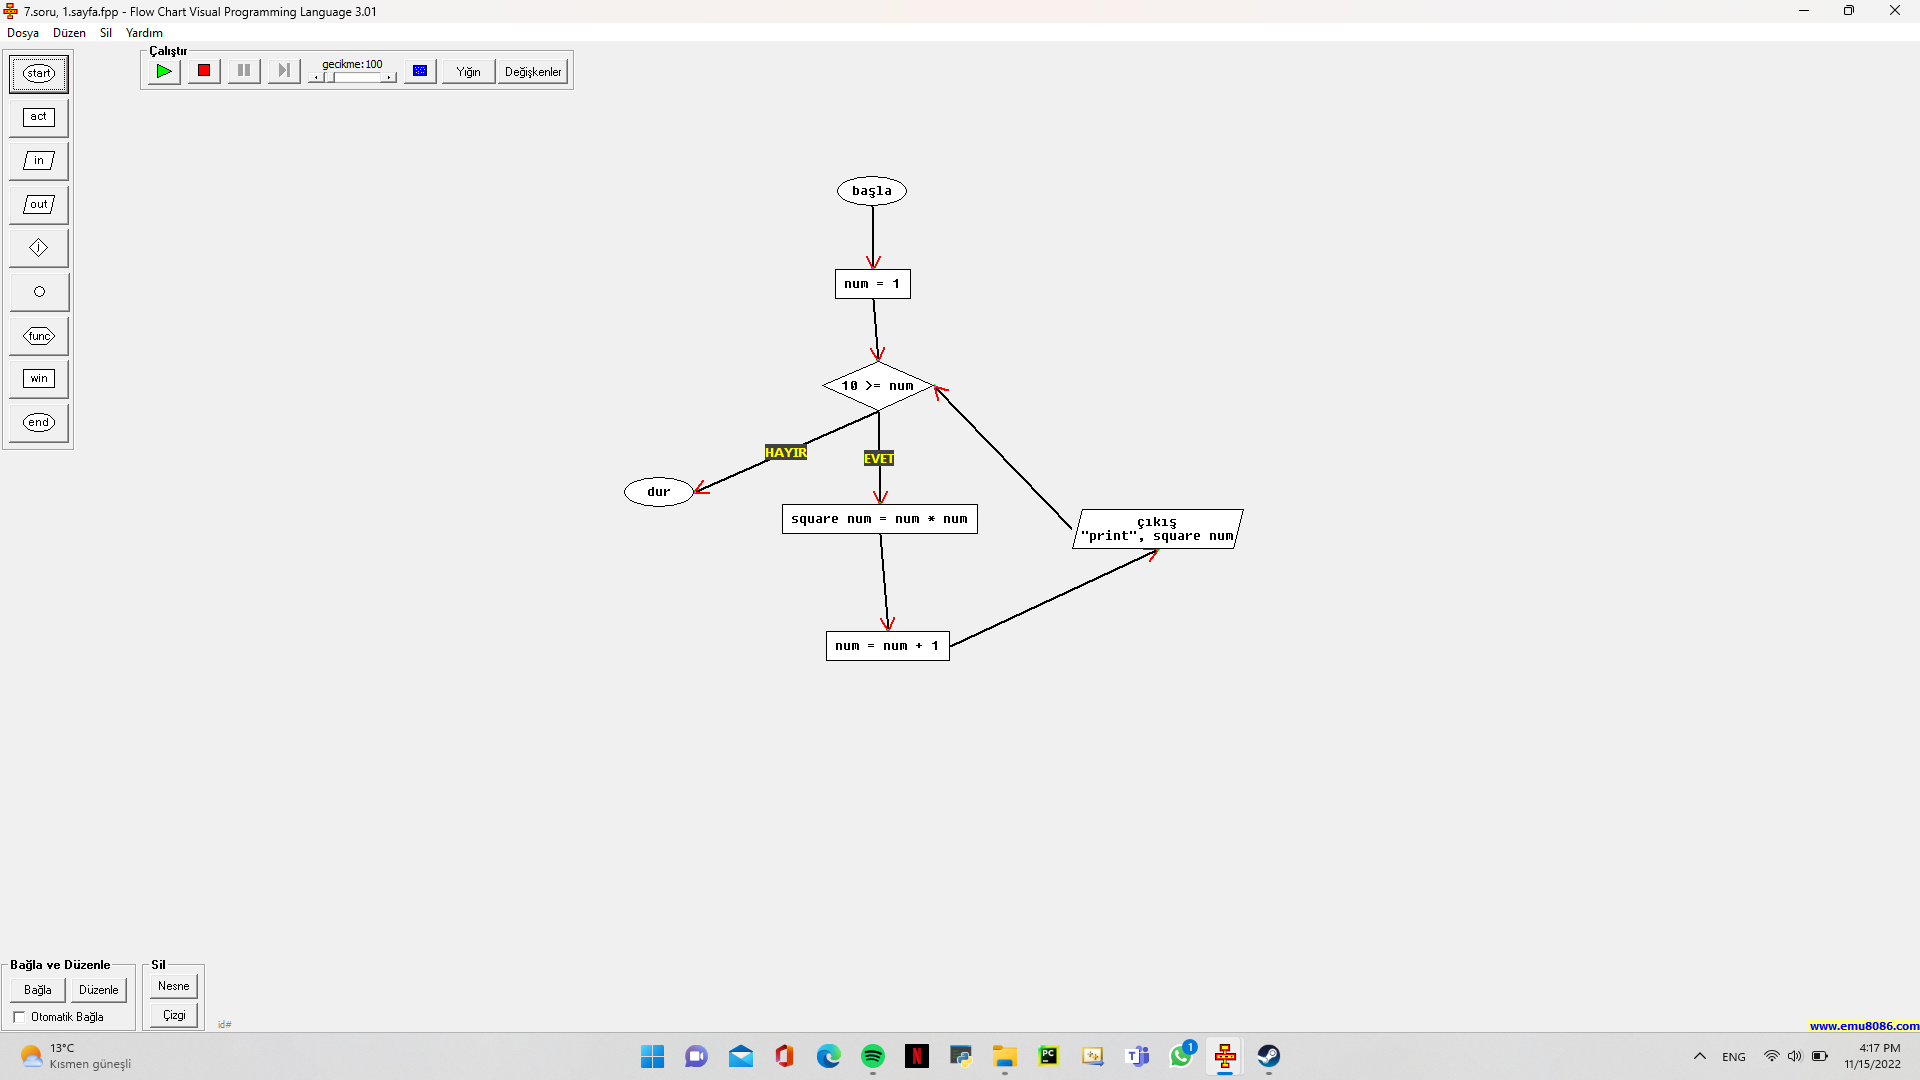 7.soru, 1.sayfa.fpp - Flow Chart Visual Programming Language 3.01
Dosya Düzen Sil Yardım
Çalıştır
gecikme:100
Yığın
Değişkenler
start
act
in
out
j
func
win
end
başla
num = 1
10 >= num
HAYIR
EVET
dur
square num = num * num
çıkış
"print", square num
num = num + 1
Bağla ve Düzenle
Bağla
Düzenle
Otomatik Bağla
Sil
Nesne
Çizgi
id#
www.emu8086.com
13°C
Kısmen güneşli
N
PC
1
ENG
4:17 PM
11/15/2022